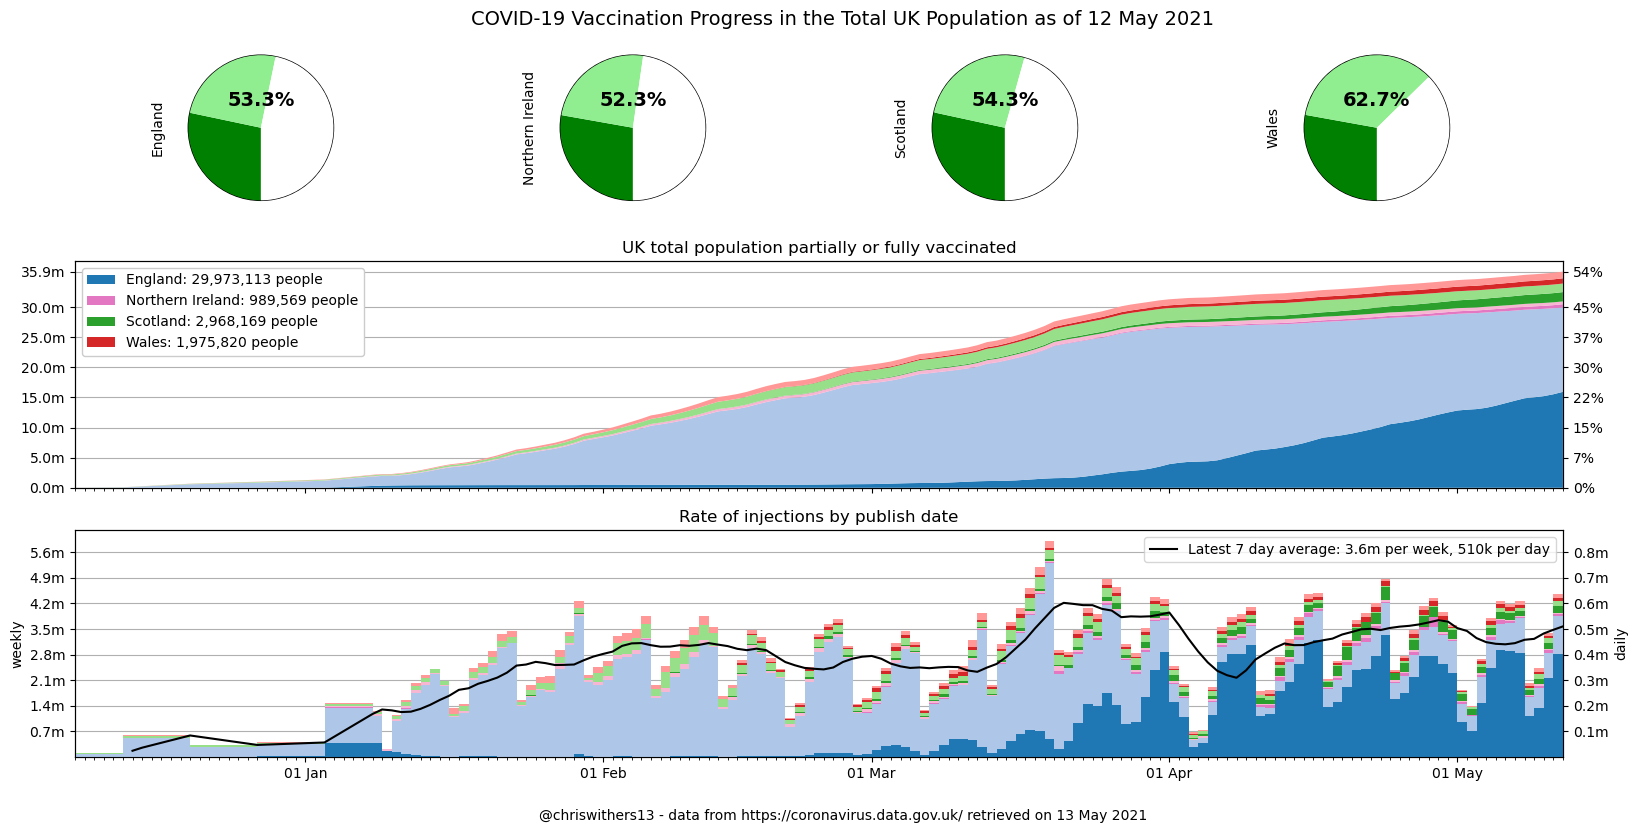 COVID-19 Vaccination Progress in the Total UK Population as of 12 May 2021
England
53.3%
Northern Ireland
52.3%
Scotland
54.3%
Wales
62.7%
UK total population partially or fully vaccinated
35.9m
30.0m
25.0m
20.0m
15.0m
10.0m
5.0m
0.0m
England: 29,973,113 people
Northern Ireland: 989,569 people
Scotland: 2,968,169 people
Wales: 1,975,820 people
54%
45%
37%
30%
22%
15%
7%
0%
Rate of injections by publish date
weekly
5.6m
4.9m
4.2m
3.5m
2.8m
2.1m
1.4m
0.7m
Latest 7 day average: 3.6m per week, 510k per day
0.8m
0.7m
0.6m
0.5m
0.4m
0.3m
0.2m
0.1m
daily
01 Jan
01 Feb
01 Mar
01 Apr
01 May
@chriswithers13 - data from https://coronavirus.data.gov.uk/ retrieved on 13 May 2021